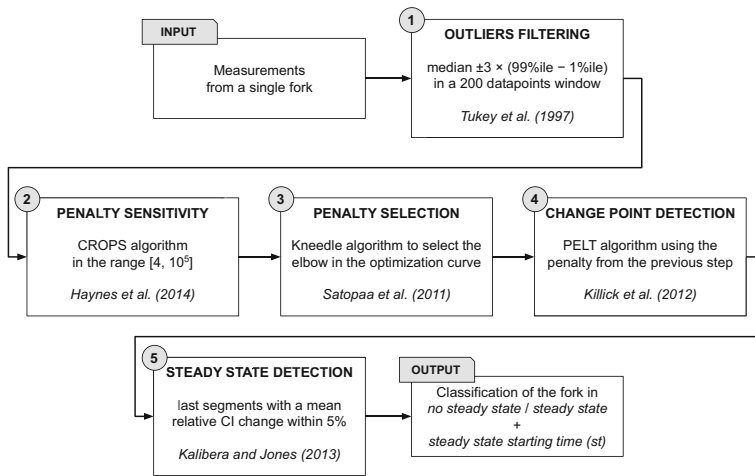 INPUT
Measurements
from a single fork
1
OUTLIERS FILTERING
median ±3 × (99%ile − 1%ile)
in a 200 datapoints window
Tukey et al. (1997)
2
PENALTY SENSITIVITY
CROPS algorithm
in the range [4, 10⁵]
Haynes et al. (2014)
3
PENALTY SELECTION
Kneedle algorithm to select the
elbow in the optimization curve
Satopaa et al. (2011)
4
CHANGE POINT DETECTION
PELT algorithm using the
penalty from the previous step
Killick et al. (2012)
5
STEADY STATE DETECTION
last segments with a mean
relative CI change within 5%
Kalibera and Jones (2013)
OUTPUT
Classification of the fork in
no steady state / steady state
+
steady state starting time (st)